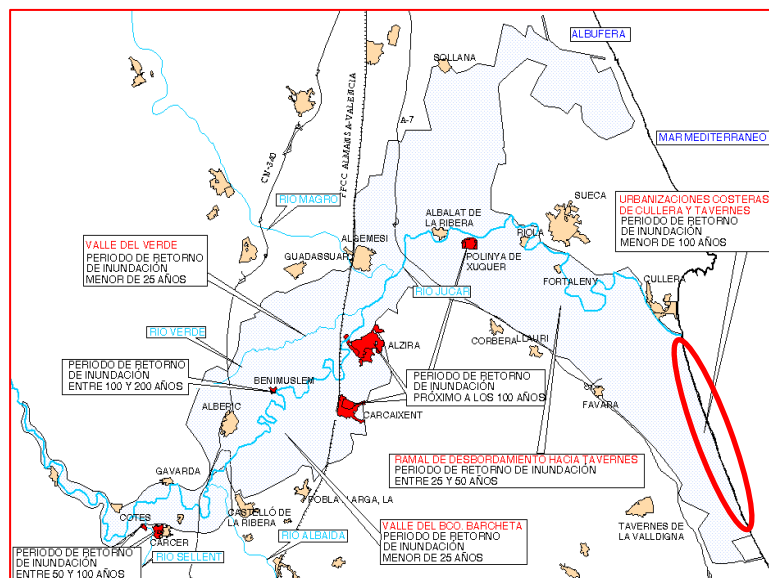 ALBUFERA
SOLLANA
FFCC ALMANSA-VALENCIA
A-7
CN-340
MAR MEDITERRANEO
URBANIZACIONES COSTERAS
DE CULLERA Y TAVERNES
PERIODO DE RETORNO
DE INUNDACIÓN
MENOR DE 100 AÑOS
RIO MAGRO
SUECA
ALBALAT DE
LA RIBERA
RIOLA
POLINYA DE
XUQUER
VALLE DEL VERDE
PERIODO DE RETORNO
DE INUNDACIÓN
MENOR DE 25 AÑOS
ALGEMESI
GUADASSUAR
FORTALENY
CULLERA
RIO JUCAR
RIO VERDE
CORBERA
LLAURI
ALZIRA
PERIODO DE RETORNO
DE INUNDACIÓN
ENTRE 100 Y 200 AÑOS
BENIMUSLEM
PERIODO DE RETORNO
DE INUNDACIÓN
PRÓXIMO A LOS 100 AÑOS
FAVARA
ALBERIC
CARCAIXENT
RAMAL DE DESBORDAMIENTO HACIA TAVERNES
PERIODO DE RETORNO DE INUNDACIÓN
ENTRE 25 Y 50 AÑOS
GAVARDA
POBLA LARGA, LA
CASTELLÓ DE
LA RIBERA
COTES
CARCER
VALLE DEL BCO. BARCHETA
PERIODO DE RETORNO
DE INUNDACIÓN
MENOR DE 25 AÑOS
TAVERNES DE
LA VALLDIGNA
RIO ALBAIDA
PERIODO DE RETORNO
DE INUNDACIÓN
ENTRE 50 Y 100 AÑOS
RIO SELLENT